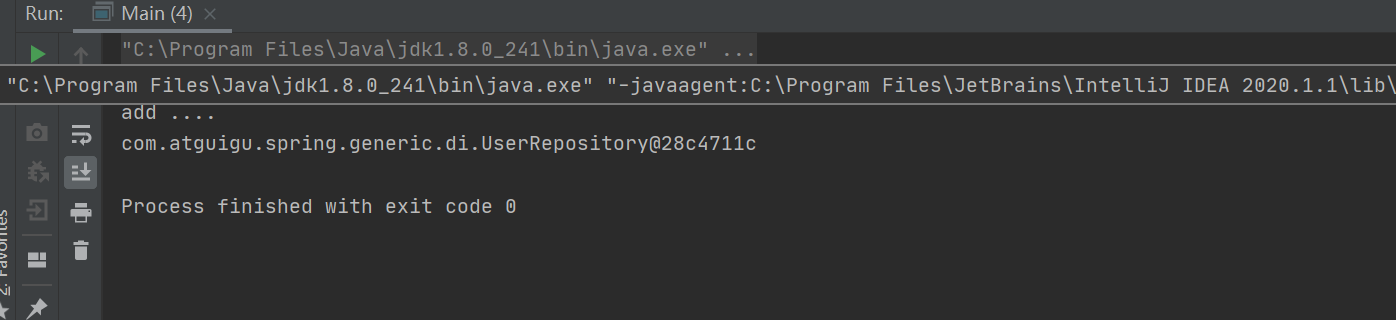 Run:
Main (4)
"C:\Program Files\Java\jdk1.8.0_241\bin\java.exe" ...
"C:\Program Files\Java\jdk1.8.0_241\bin\java.exe" "-javaagent:C:\Program Files\JetBrains\IntelliJ IDEA 2020.1.1\lib\
add ....
com.atguigu.spring.generic.di.UserRepository@28c4711c
Process finished with exit code 0
2: Favorites